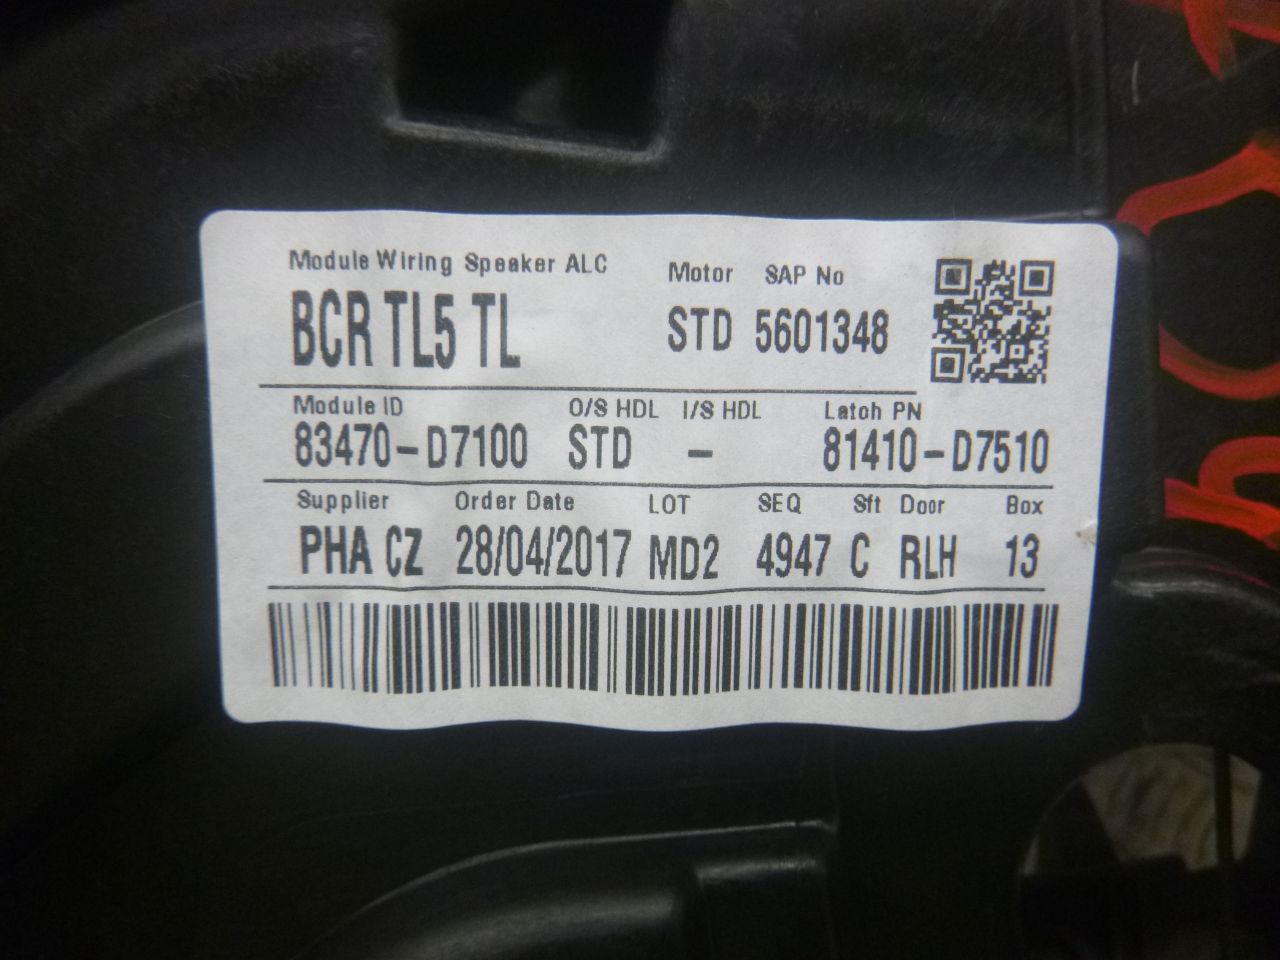 Module Wiring Speaker ALC Motor SAP No
BCR TL5 TL STD 5601348
Module ID O/S HDL I/S HDL Latch PN
83470-D7100 STD - 81410-D7510
Supplier Order Date LOT SEQ Sft Door Box
PHA CZ 28/04/2017 MD2 4947 C RLH 13